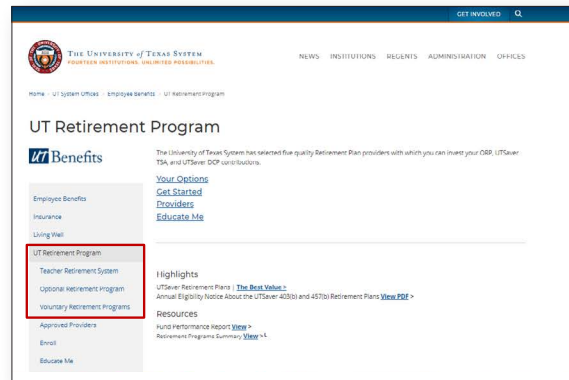 GET INVOLVED
THE UNIVERSITY of TEXAS SYSTEM
FOURTEEN INSTITUTIONS. UNLIMITED POSSIBILITIES.
NEWS INSTITUTIONS REGENTS ADMINISTRATION OFFICES
Home UT System Offices Employee Benefits UT Retirement Program
UT Retirement Program
UT Benefits
The University of Texas System has selected five quality Retirement Plan providers with which you can invest your ORP, UTSaver
TSA, and UTSaver DCP contributions.
Your Options
Get Started
Providers
Educate Me
Employee Benefits
Insurance
Living Well
UT Retirement Program
Teacher Retirement System
Optional Retirement Program
Voluntary Retirement Programs
Approved Providers
Enroll
Educate Me
Highlights
UTSaver Retirement Plans | The Best Value >
Annual Eligibility Notice About the UTSaver 403(b) and 457(b) Retirement Plans View PDF >
Resources
Fund Performance Report View >
Retirement Programs Summary View >